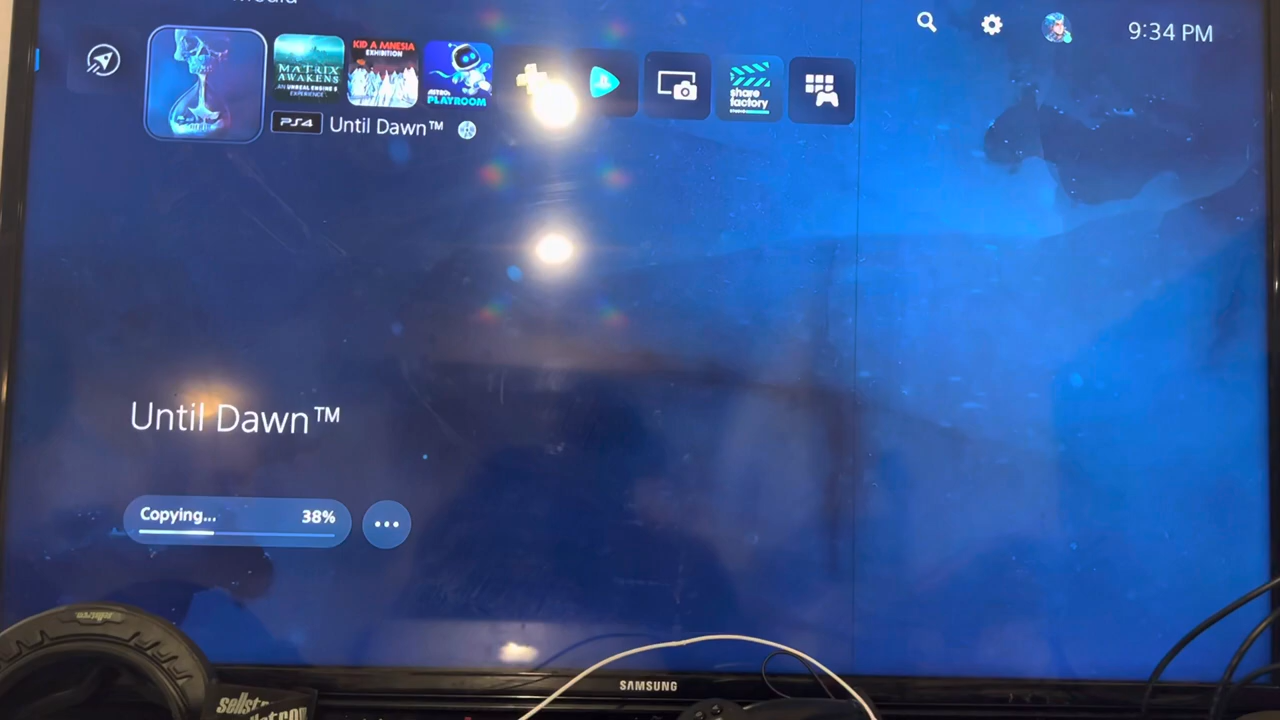 9:34 PM
MATRIX
AWAKENS
AN UNREAL ENGINE 5
EXPERIENCE
KID A MNESIA
EXHIBITION
ASTRO's
PLAYROOM
share
factory
PS4 Until Dawn™
Until Dawn™
Copying... 38%
SAMSUNG